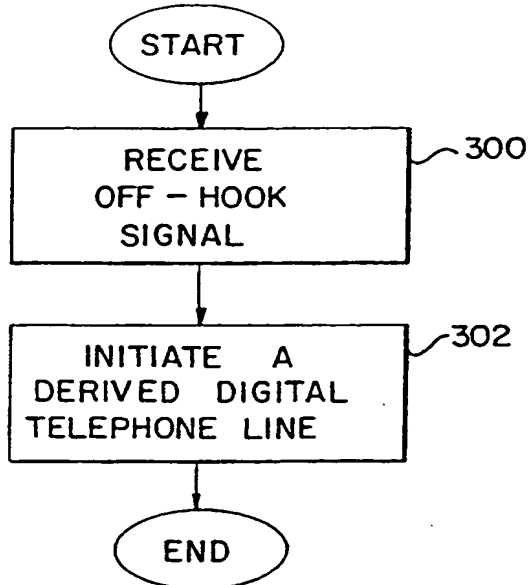 START
RECEIVE
OFF - HOOK
SIGNAL
300
INITIATE A
DERIVED DIGITAL
TELEPHONE LINE
302
END